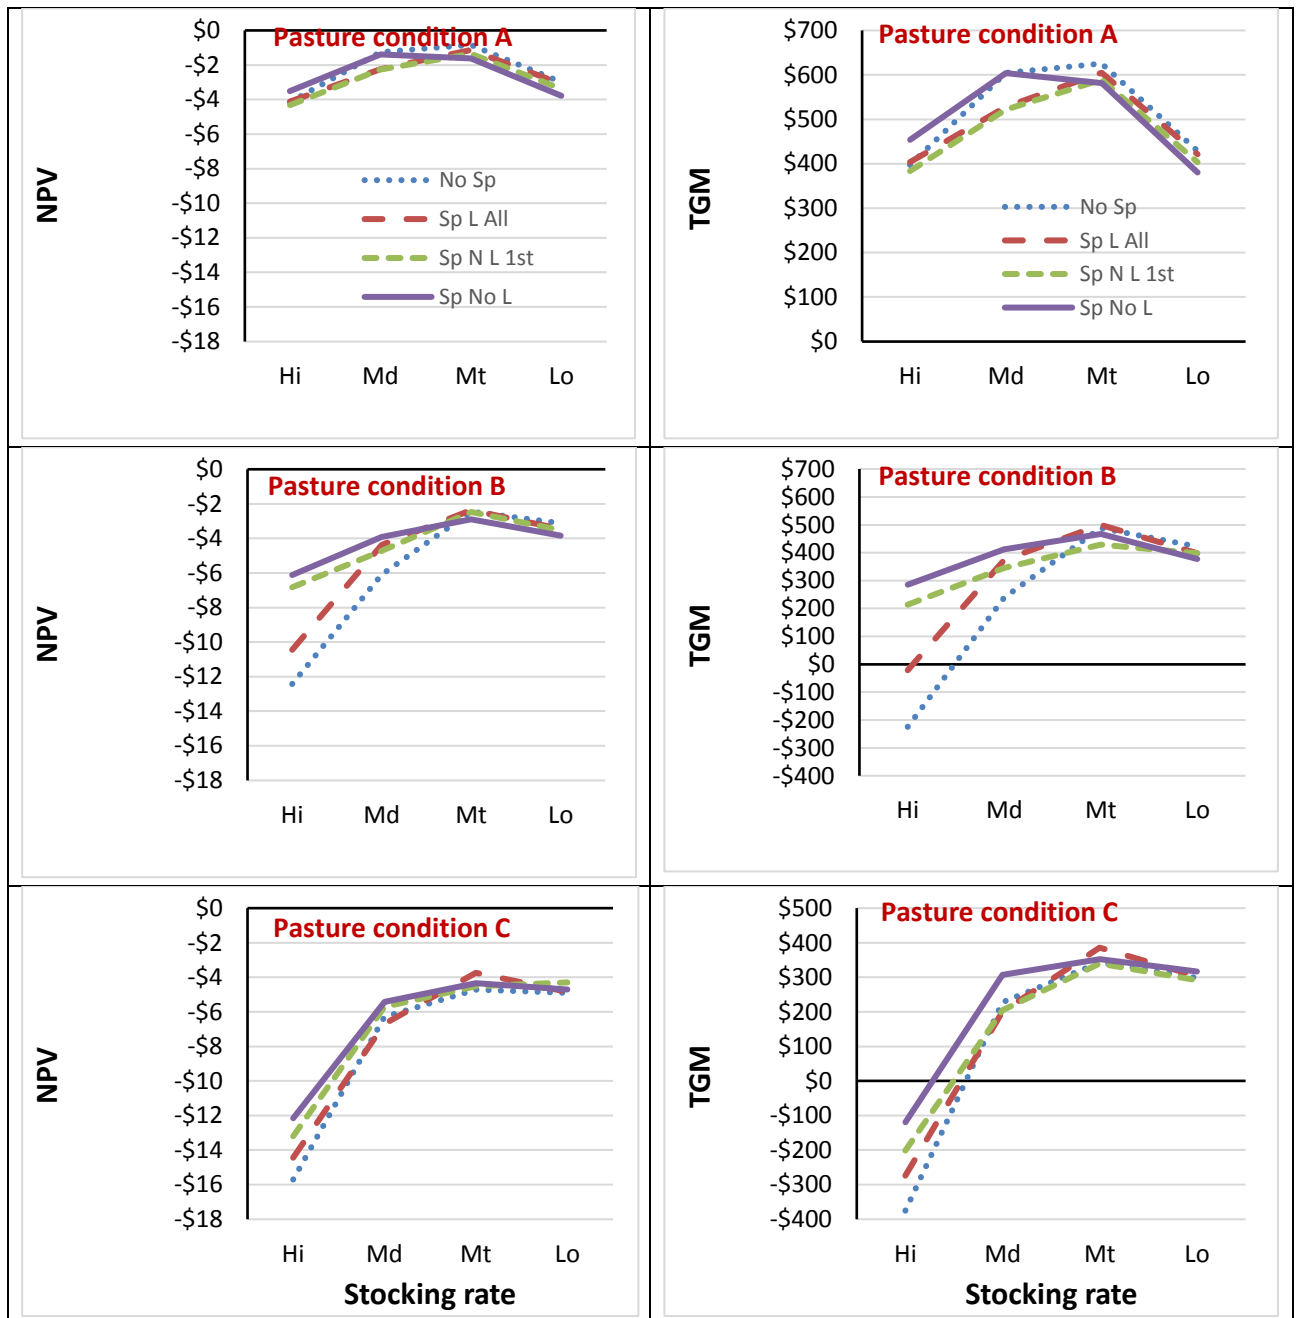 Pasture condition A
NPV
$0
-$2
-$4
-$6
-$8
-$10
-$12
-$14
-$16
-$18
No Sp
Sp L All
Sp N L 1st
Sp No L
Hi Md Mt Lo
Pasture condition A
TGM
$700
$600
$500
$400
$300
$200
$100
$0
No Sp
Sp L All
Sp N L 1st
Sp No L
Hi Md Mt Lo
Pasture condition B
NPV
$0
-$2
-$4
-$6
-$8
-$10
-$12
-$14
-$16
-$18
Hi Md Mt Lo
Pasture condition B
TGM
$700
$600
$500
$400
$300
$200
$100
$0
-$100
-$200
-$300
-$400
Hi Md Mt Lo
Pasture condition C
NPV
$0
-$2
-$4
-$6
-$8
-$10
-$12
-$14
-$16
-$18
Hi Md Mt Lo
Stocking rate
Pasture condition C
TGM
$500
$400
$300
$200
$100
$0
-$100
-$200
-$300
-$400
Hi Md Mt Lo
Stocking rate